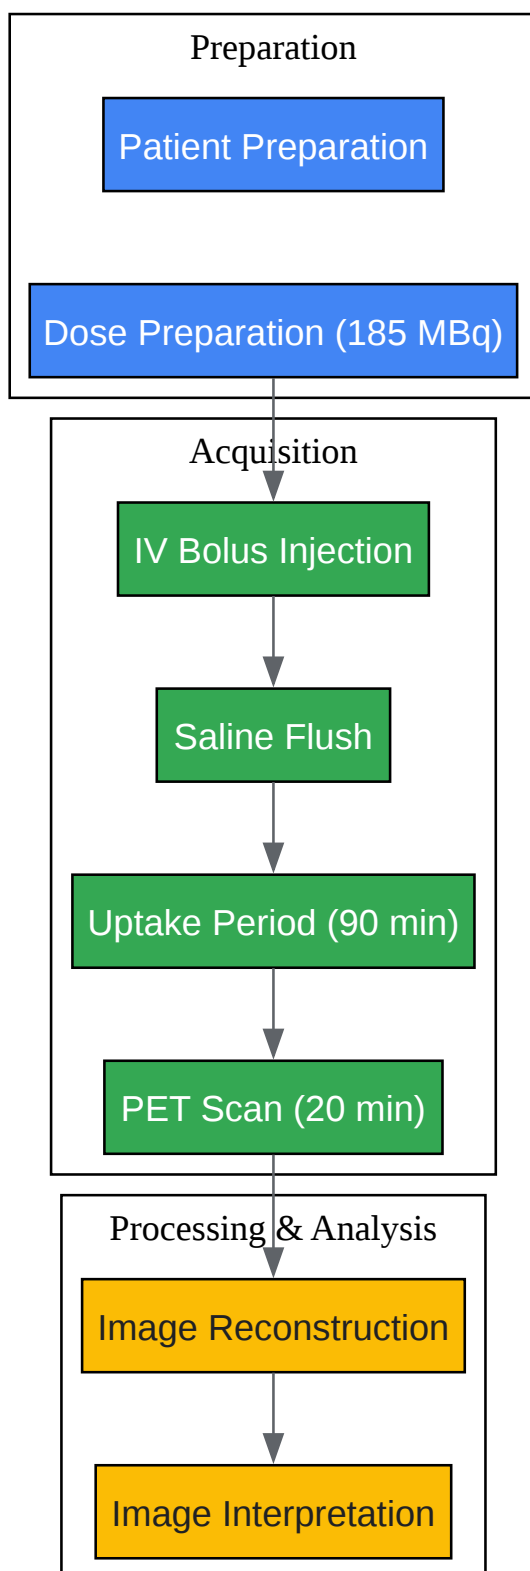 Preparation
Patient Preparation
Dose Preparation (185 MBq)
Acquisition
IV Bolus Injection
Saline Flush
Uptake Period (90 min)
PET Scan (20 min)
Processing & Analysis
Image Reconstruction
Image Interpretation